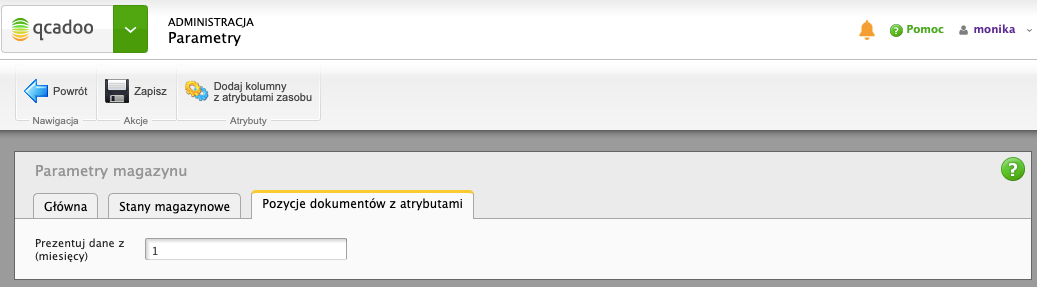 qcadoo
ADMINISTRACJA
Parametry
Pomoc
monika
Powrót
Zapisz
Dodaj kolumny
z atrybutami zasobu
Nawigacja
Akcje
Atrybuty
Parametry magazynu
?
Główna
Stany magazynowe
Pozycje dokumentów z atrybutami
Prezentuj dane z
(miesięcy)
1